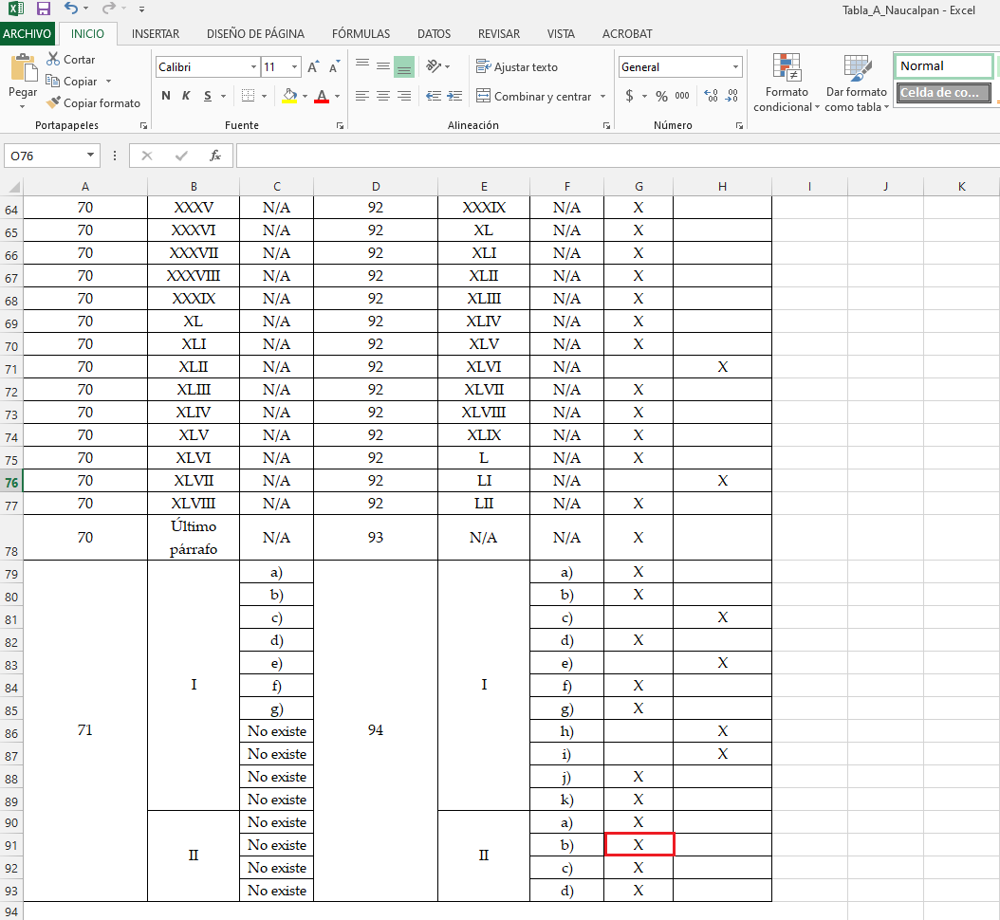 Tabla_A_Naucalpan - Excel
ARCHIVO INICIO INSERTAR DISEÑO DE PÁGINA FÓRMULAS DATOS REVISAR VISTA ACROBAT
Cortar
Copiar
Copiar formato
Pegar
Portapapeles
Calibri 11
N K S
Fuente
Ajustar texto
Combinar y centrar
Alineación
General
$ % 000
Número
Formato condicional
Dar formato como tabla
Normal
Celda de co...
O76 fx
A B C D E F G H I J K
64 70 XXXV N/A 92 XXXIX N/A X
65 70 XXXVI N/A 92 XL N/A X
66 70 XXXVII N/A 92 XLI N/A X
67 70 XXXVIII N/A 92 XLII N/A X
68 70 XXXIX N/A 92 XLIII N/A X
69 70 XL N/A 92 XLIV N/A X
70 70 XLI N/A 92 XLV N/A X
71 70 XLII N/A 92 XLVI N/A X
72 70 XLIII N/A 92 XLVII N/A X
73 70 XLIV N/A 92 XLVIII N/A X
74 70 XLV N/A 92 XLIX N/A X
75 70 XLVI N/A 92 L N/A X
76 70 XLVII N/A 92 LI N/A X
77 70 XLVIII N/A 92 LII N/A X
78 70 Último párrafo N/A 93 N/A N/A X
79 a) a) X
80 b) b) X
81 c) c) X
82 d) d) X
83 e) e) X
84 I f) I f) X
85 g) g) X
86 71 No existe 94 h) X
87 No existe i) X
88 No existe j) X
89 No existe k) X
90 No existe a) X
91 II No existe II b) X
92 No existe c) X
93 No existe d) X
94